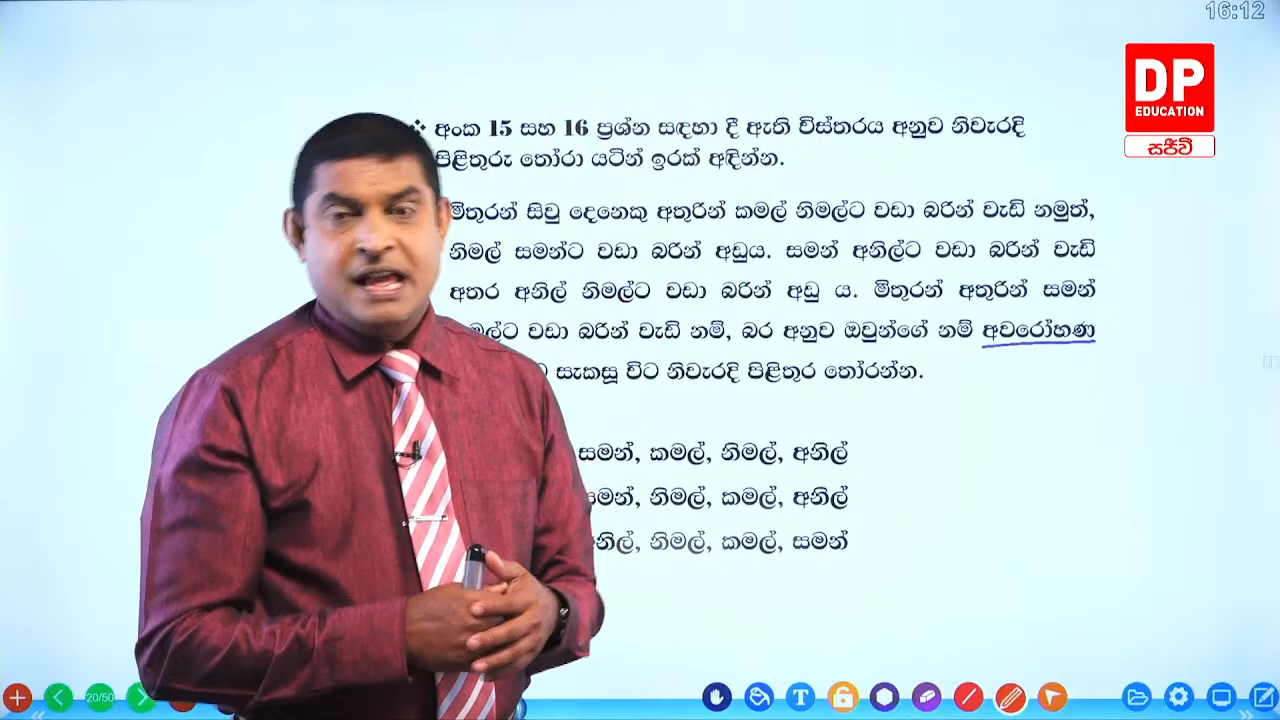 16:12
DP
EDUCATION
සජීවී
❖ අංක 15 සහ 16 ප්‍රශ්න සඳහා දී ඇති විස්තරය අනුව නිවැරදි
පිළිතුරු තෝරා යටින් ඉරක් අඳින්න.
මිතුරන් සිවු දෙනෙකු අතුරින් කමල් නිමල්ට වඩා බරින් වැඩි නමුත්,
නිමල් සමන්ට වඩා බරින් අඩුය. සමන් අනිල්ට වඩා බරින් වැඩි
අතර අනිල් නිමල්ට වඩා බරින් අඩු ය. මිතුරන් අතුරින් සමන්
වඩා බරින් වැඩි නම්, බර අනුව ඔවුන්ගේ නම් අවරෝහණ
සැකසූ විට නිවැරදි පිළිතුර තෝරන්න.
සමන්, කමල්, නිමල්, අනිල්
සමන්, නිමල්, කමල්, අනිල්
අනිල්, නිමල්, කමල්, සමන්
20/50